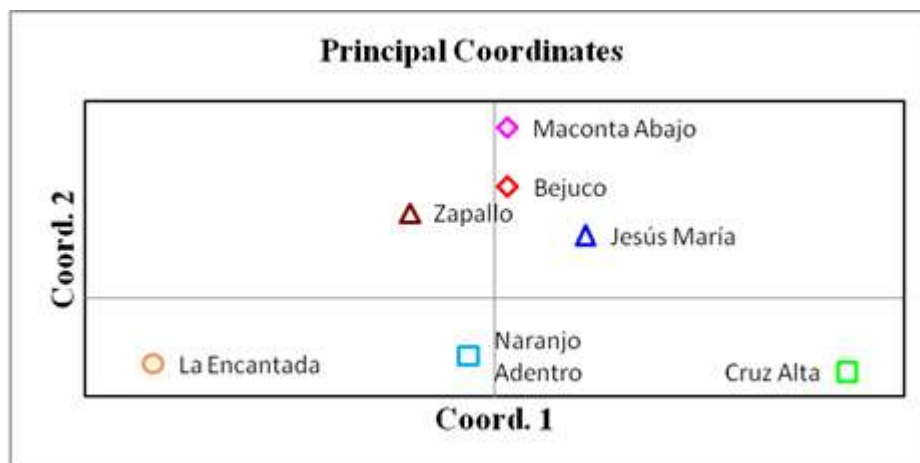 Principal Coordinates
Maconta Abajo
Bejuco
Zapallo
Jesús María
Coord. 2
Naranjo
Adentro
La Encantada
Cruz Alta
Coord. 1